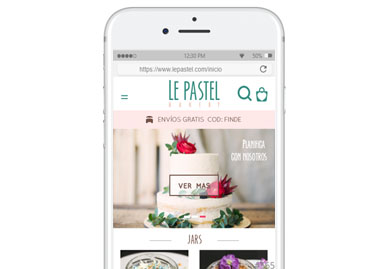 12:30 PM
50%
https://www.lepastel.com/inicio
LE PASTEL
ENVÍOS GRATIS. COD: FINDE
PLANIFICA
CON NOSOTROS
VER MAS
JARS